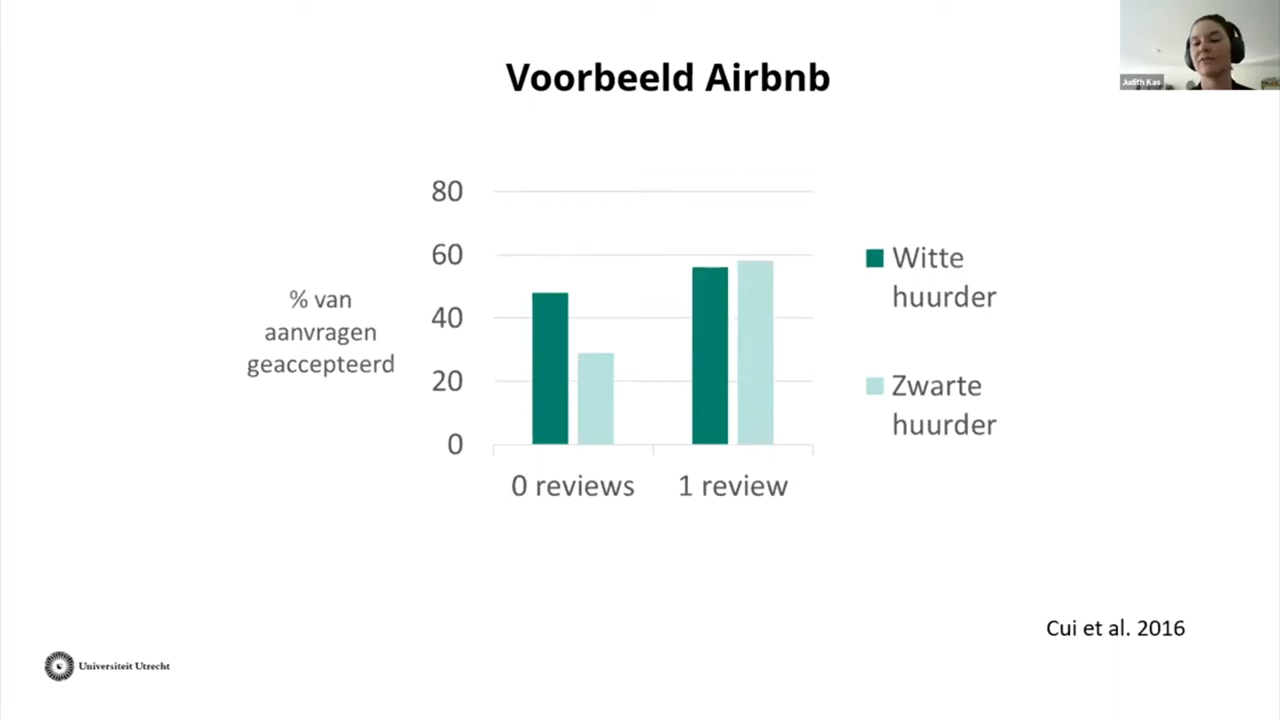 Judith Kas
Voorbeeld Airbnb
% van
aanvragen
geaccepteerd
80
60
40
20
0
0 reviews
1 review
Witte
huurder
Zwarte
huurder
Cui et al. 2016
Universiteit Utrecht